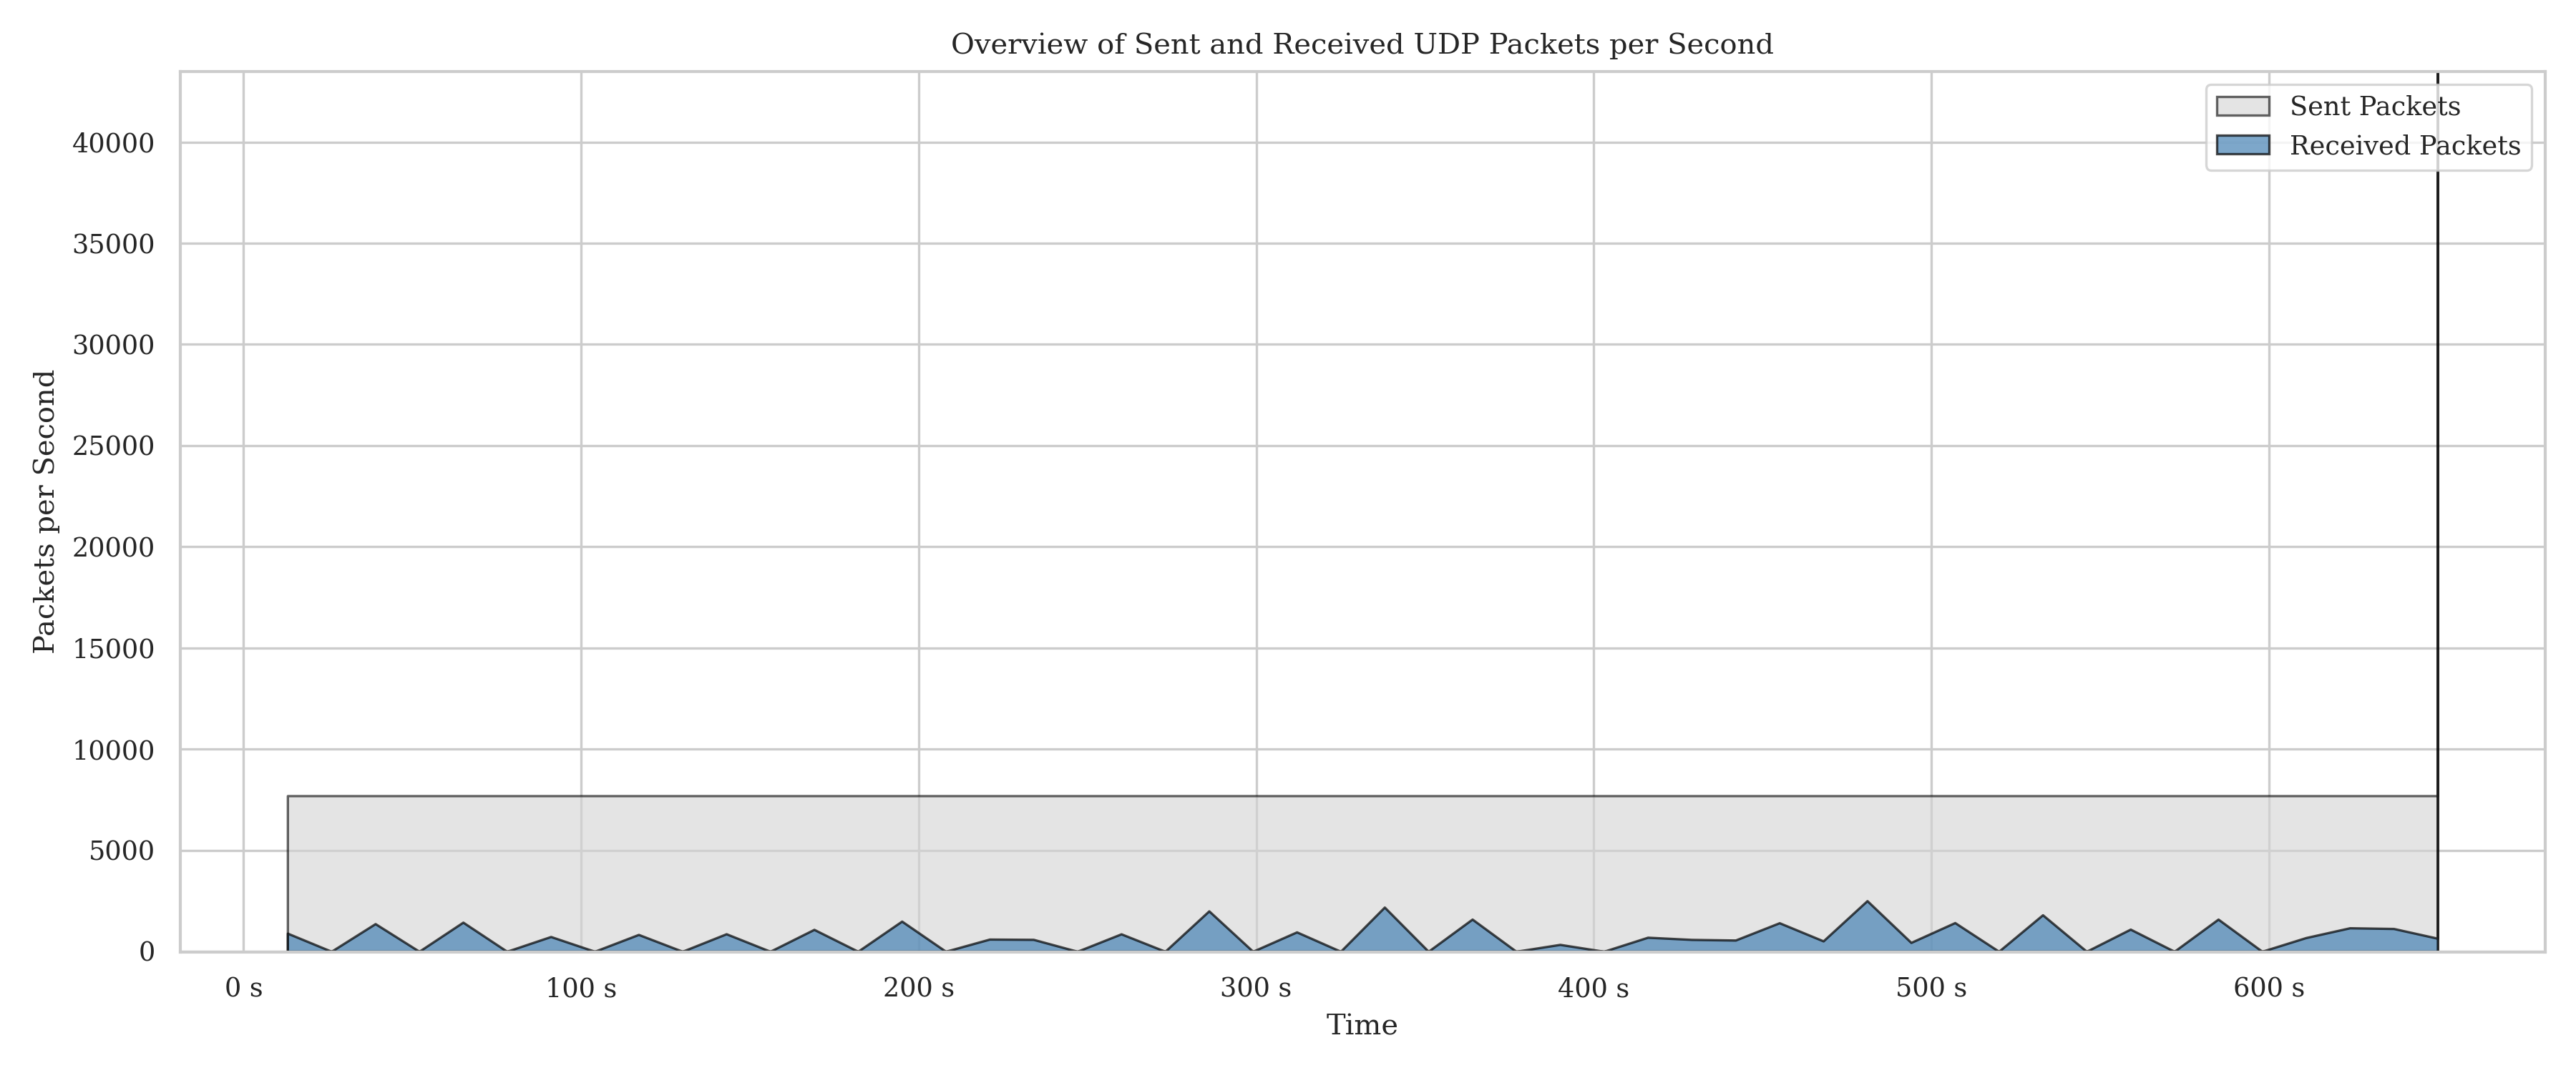 Overview of Sent and Received UDP Packets per Second
Sent Packets
Received Packets
40000
35000
30000
25000
20000
15000
10000
5000
0
Packets per Second
0 s
100 s
200 s
300 s
400 s
500 s
600 s
Time